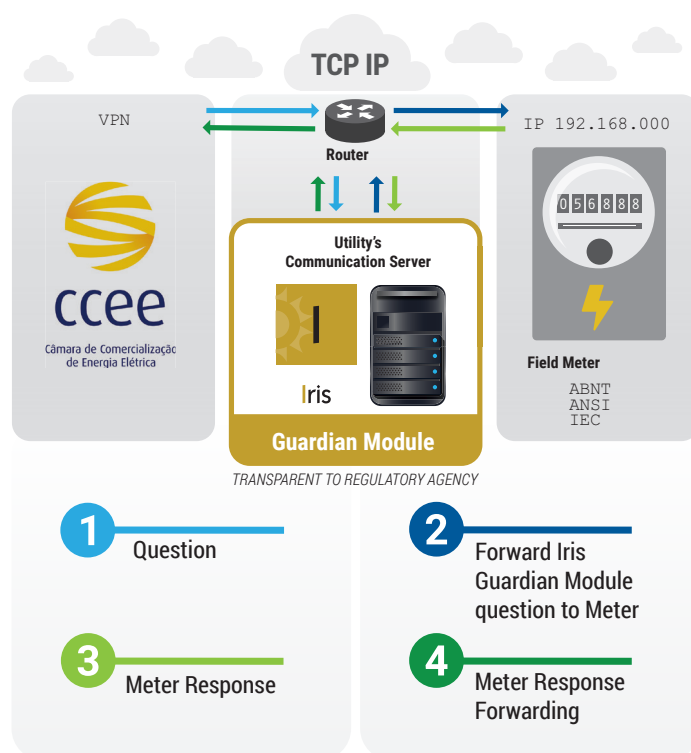 TCP IP
VPN
Router
IP 192.168.000
056888
ccee
Câmara de Comercialização
de Energia Elétrica
Utility's
Communication Server
I
Iris
Guardian Module
TRANSPARENT TO REGULATORY AGENCY
Field Meter
ABNT
ANSI
IEC
1
Question
2
Forward Iris
Guardian Module
question to Meter
3
Meter Response
4
Meter Response
Forwarding